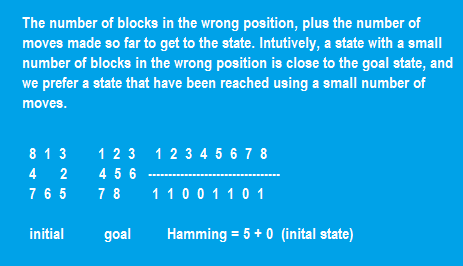 The number of blocks in the wrong position, plus the number of
moves made so far to get to the state. Intutively, a state with a small
number of blocks in the wrong position is close to the goal state, and
we prefer a state that have been reached using a small number of
moves.
8 1 3 1 2 3 1 2 3 4 5 6 7 8
4 2 4 5 6 ----------------------------------
7 6 5 7 8 1 1 0 0 1 1 0 1
initial goal Hamming = 5 + 0 (inital state)